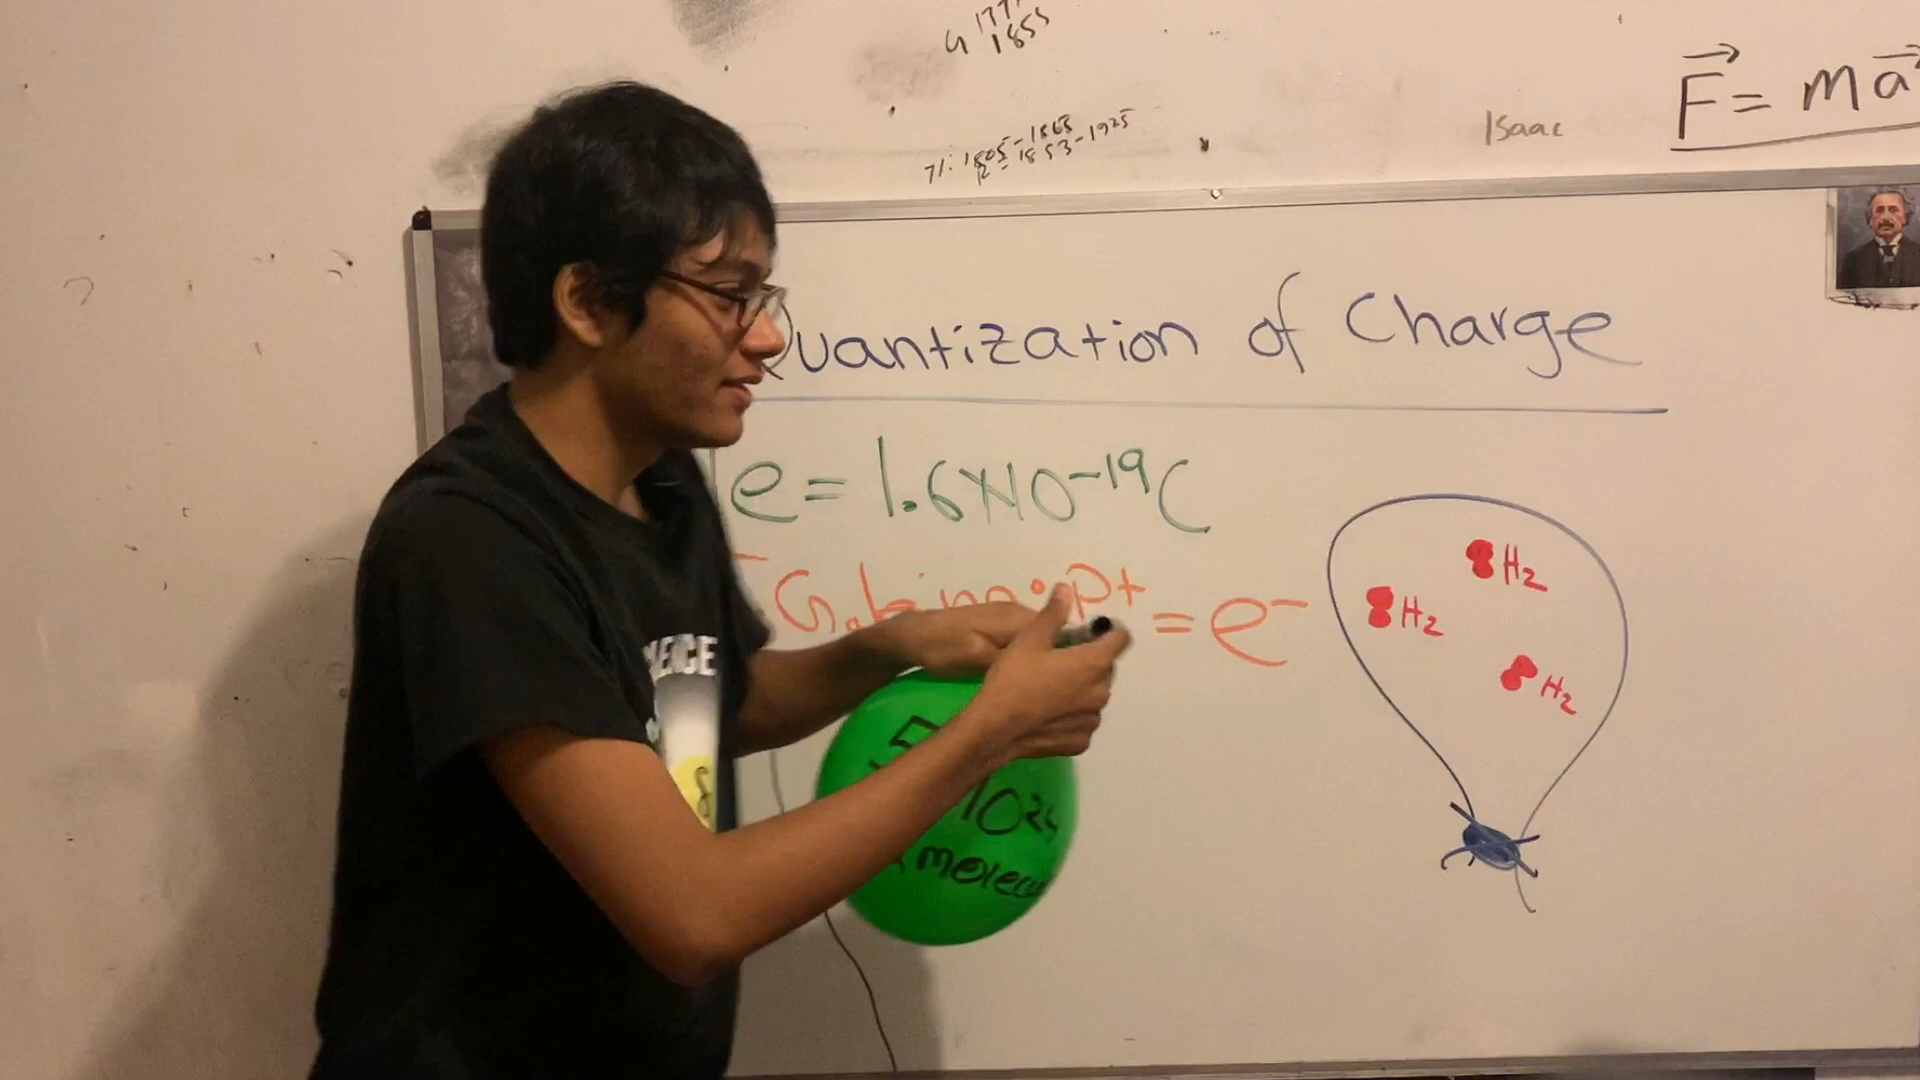 1855
71: 1805-1865
1853-1925
Isaac
F = ma
Quantization of Charge
e = 1.6x10-19C
P+ = e-
H2
H2
H2
1024
molecu